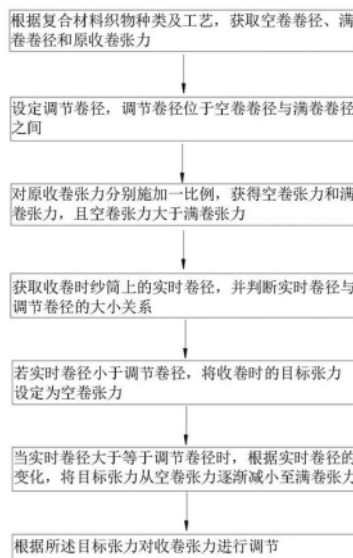 根据复合材料织物种类及工艺，获取空卷卷径、满
卷卷径和原收卷张力
设定调节卷径，调节卷径位于空卷卷径与满卷卷径
之间
对原收卷张力分别施加一比例，获得空卷张力和满
卷张力，且空卷张力大于满卷张力
获取收卷时纱筒上的实时卷径，并判断实时卷径与
调节卷径的大小关系
若实时卷径小于调节卷径，将收卷时的目标张力
设定为空卷张力
当实时卷径大于等于调节卷径时，根据实时卷径的
变化，将目标张力从空卷张力逐渐减小至满卷张力
根据所述目标张力对收卷张力进行调节